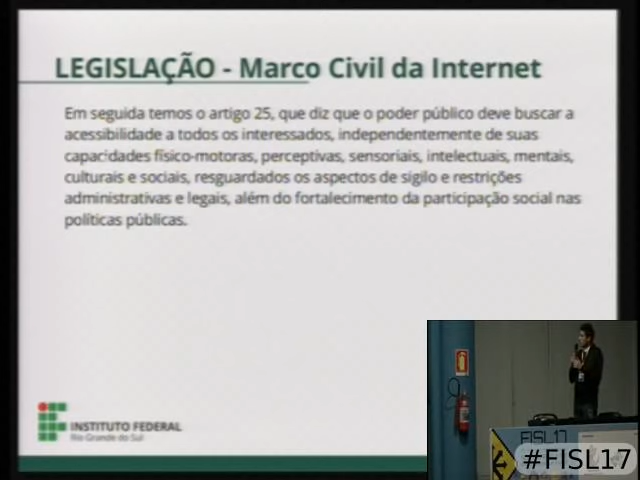 LEGISLAÇÃO - Marco Civil da Internet
Em seguida temos o artigo 25, que diz que o poder público deve buscar a
acessibilidade a todos os interessados, independentemente de suas
capacidades físico-motoras, perceptivas, sensoriais, intelectuais, mentais,
culturais e sociais, resguardados os aspectos de sigilo e restrições
administrativas e legais, além do fortalecimento da participação social nas
políticas públicas.
INSTITUTO FEDERAL
Rio Grande do Sul
FISL17
#FISL17